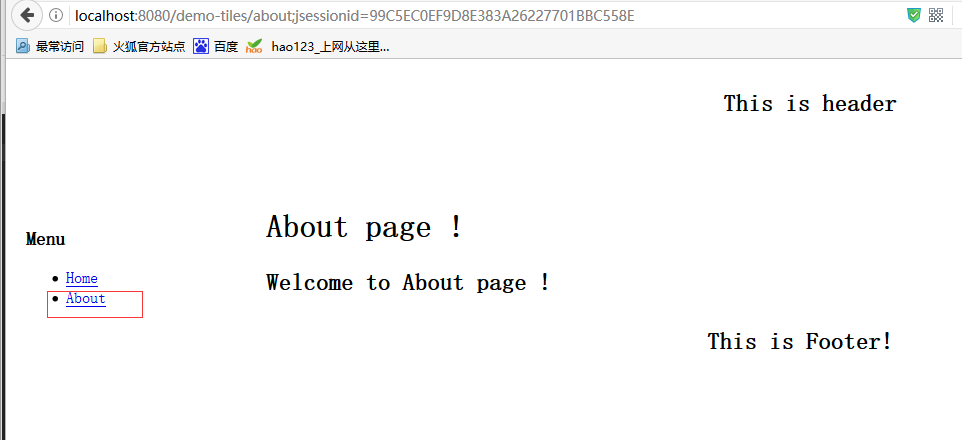 localhost:8080/demo-tiles/about;jsessionid=99C5EC0EF9D8E383A26227701BBC558E
最常访问 火狐官方站点 百度 hao hao123_上网从这里...
This is header
About page !
Menu
Home
Welcome to About page !
About
This is Footer!